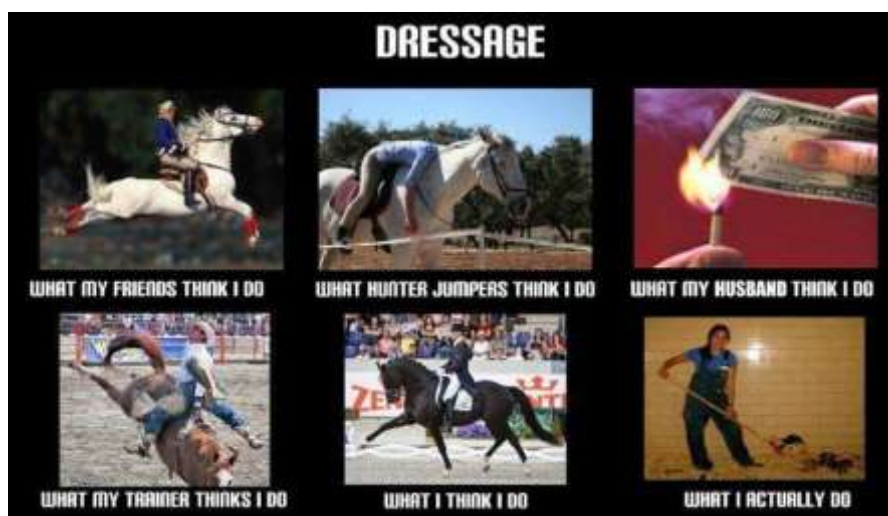 DRESSAGE
WHAT MY FRIENDS THINK I DO
WHAT HUNTER JUMPERS THINK I DO
WHAT MY HUSBAND THINK I DO
WHAT MY TRAINER THINKS I DO
WHAT I THINK I DO
WHAT I ACTUALLY DO